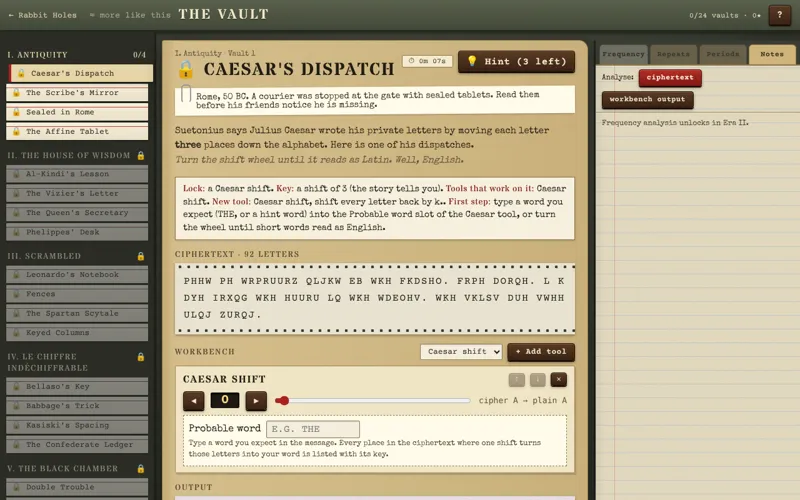 ← Rabbit Holes
≈ more like this
THE VAULT
0/24 vaults · 0★
?
I. ANTIQUITY 0/4
Caesar's Dispatch
The Scribe's Mirror
Sealed in Rome
The Affine Tablet
II. THE HOUSE OF WISDOM
Al-Kindi's Lesson
The Vizier's Letter
The Queen's Secretary
Phelippes' Desk
III. SCRAMBLED
Leonardo's Notebook
Fences
The Spartan Scytale
Keyed Columns
IV. LE CHIFFRE
INDÉCHIFFRABLE
Bellaso's Key
Babbage's Trick
Kasiski's Spacing
The Confederate Ledger
V. THE BLACK CHAMBER
Double Trouble
I. Antiquity · Vault 1
CAESAR'S DISPATCH
0m 07s
Hint (3 left)
Rome, 50 BC. A courier was stopped at the gate with sealed tablets. Read them
before his friends notice he is missing.
Suetonius says Julius Caesar wrote his private letters by moving each letter
three places down the alphabet. Here is one of his dispatches.
Turn the shift wheel until it reads as Latin. Well, English.
Lock: a Caesar shift. Key: a shift of 3 (the story tells you). Tools that work on it: Caesar
shift. New tool: Caesar shift, shift every letter back by k.. First step: type a word you
expect (THE, or a hint word) into the Probable word slot of the Caesar tool, or turn
the wheel until short words read as English.
CIPHERTEXT · 92 LETTERS
PHHW PH WRPRUURZ QLJKW EB WKH FKDSHO. FRPH DORQH. L K
DYH IRXQG WKH HUURU LQ WKH WDEOHV. WKH VKLSV DUH VWHH
ULQJ ZURQJ.
WORKBENCH
Caesar shift
+ Add tool
CAESAR SHIFT
↑ ↓ ×
◄ 0 ► cipher A → plain A
Probable word E.G. THE
Type a word you expect in the message. Every place in the ciphertext where one shift turns
those letters into your word is listed with its key.
OUTPUT
Frequency
Repeats
Periods
Notes
Analyse: ciphertext
workbench output
Frequency analysis unlocks in Era II.